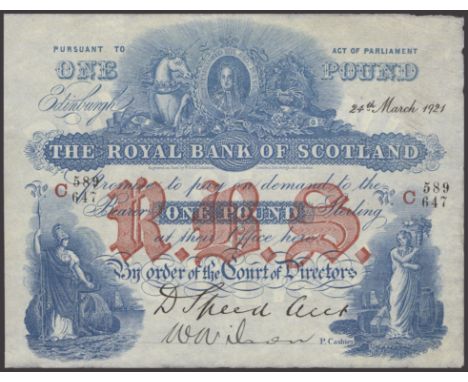 PURSUANT TO ACT OF PARLIAMENT
ONE POUND
Edinburgh 24th March 1921
THE ROYAL BANK OF SCOTLAND
Promise to pay on demand to the
No C 589/647 No C 589/647
Bearer ONE POUND Sterling
at their Office here
R.B.S.
By order of the Court of Directors
D Speed Acct
W Wilson P. Cashier